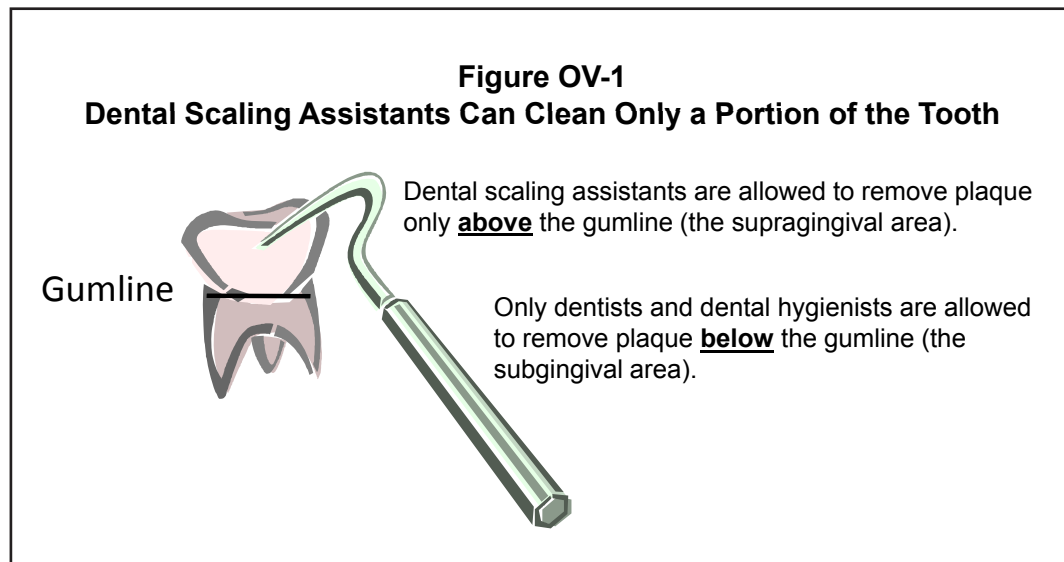 Figure OV-1
Dental Scaling Assistants Can Clean Only a Portion of the Tooth
Dental scaling assistants are allowed to remove plaque
only above the gumline (the supragingival area).
Gumline
Only dentists and dental hygienists are allowed
to remove plaque below the gumline (the
subgingival area).